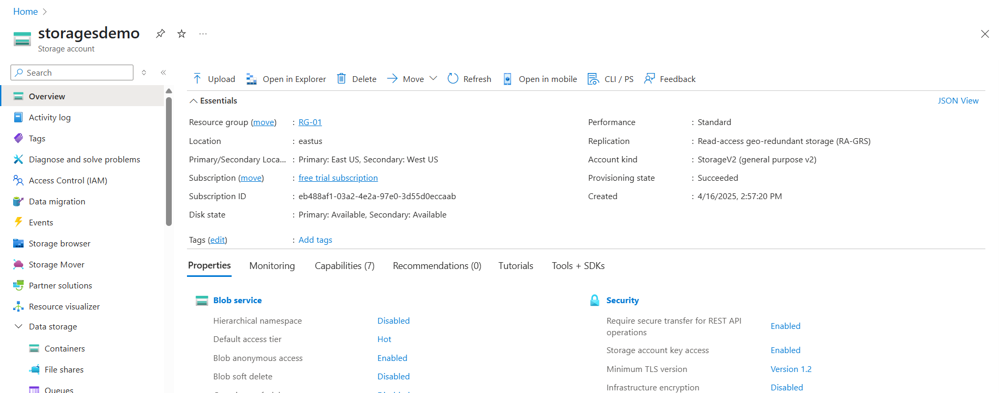 Home
storagesdemo
Storage account
Search
Overview
Activity log
Tags
Diagnose and solve problems
Access Control (IAM)
Data migration
Events
Storage browser
Storage Mover
Partner solutions
Resource visualizer
Data storage
Containers
File shares
Queues
Upload Open in Explorer Delete Move Refresh Open in mobile CLI / PS Feedback
Essentials JSON View
Resource group (move) : RG-01
Location : eastus
Primary/Secondary Loca... : Primary: East US, Secondary: West US
Subscription (move) : free trial subscription
Subscription ID : eb488af1-03a2-4e2a-97e0-3d55d0eccaab
Disk state : Primary: Available, Secondary: Available
Tags (edit) : Add tags
Performance : Standard
Replication : Read-access geo-redundant storage (RA-GRS)
Account kind : StorageV2 (general purpose v2)
Provisioning state : Succeeded
Created : 4/16/2025, 2:57:20 PM
Properties Monitoring Capabilities (7) Recommendations (0) Tutorials Tools + SDKs
Blob service
Hierarchical namespace Disabled
Default access tier Hot
Blob anonymous access Enabled
Blob soft delete Disabled
Security
Require secure transfer for REST API
operations Enabled
Storage account key access Enabled
Minimum TLS version Version 1.2
Infrastructure encryption Disabled